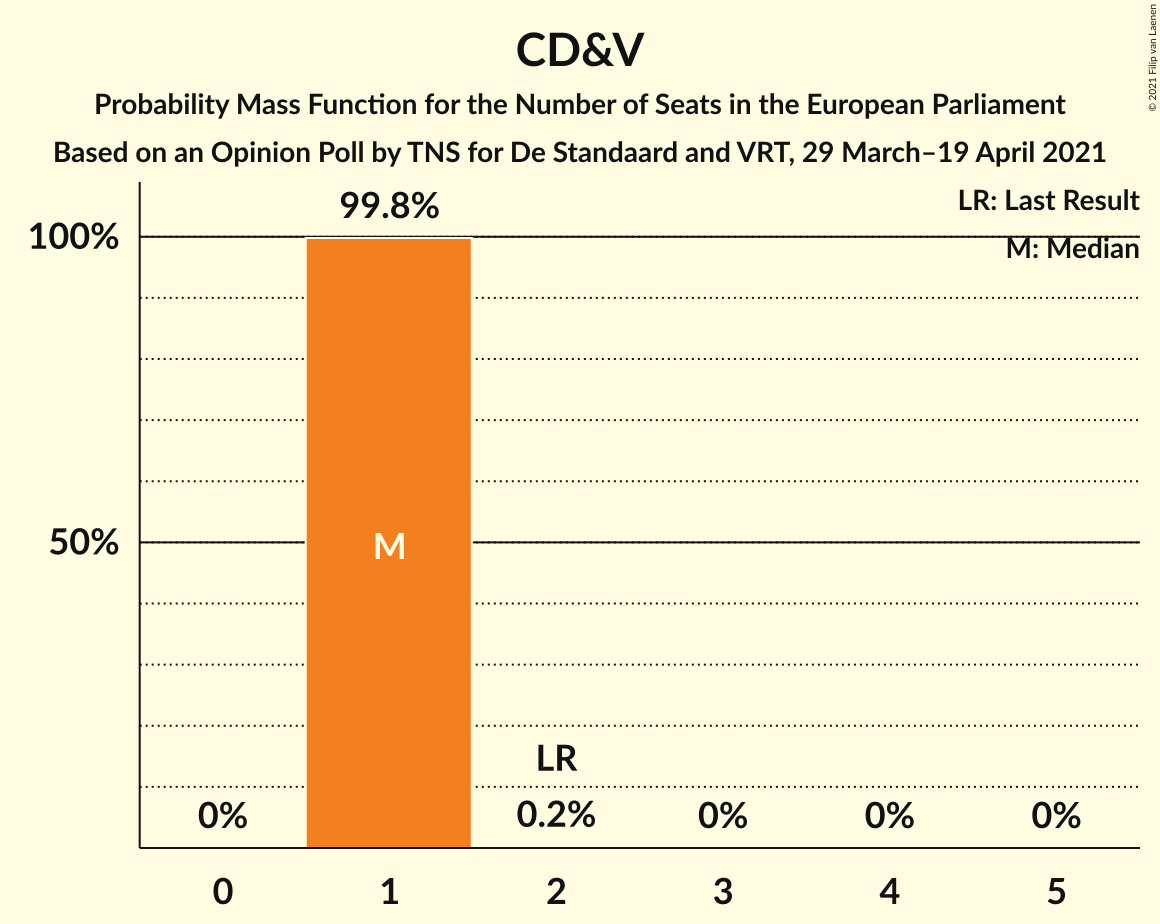 CD&V
Probability Mass Function for the Number of Seats in the European Parliament
Based on an Opinion Poll by TNS for De Standaard and VRT, 29 March–19 April 2021
© 2021 Filip van Laenen
LR: Last Result
M: Median
99.8%
100%
50%
M
LR
0%
0.2%
0%
0%
0%
0
1
2
3
4
5